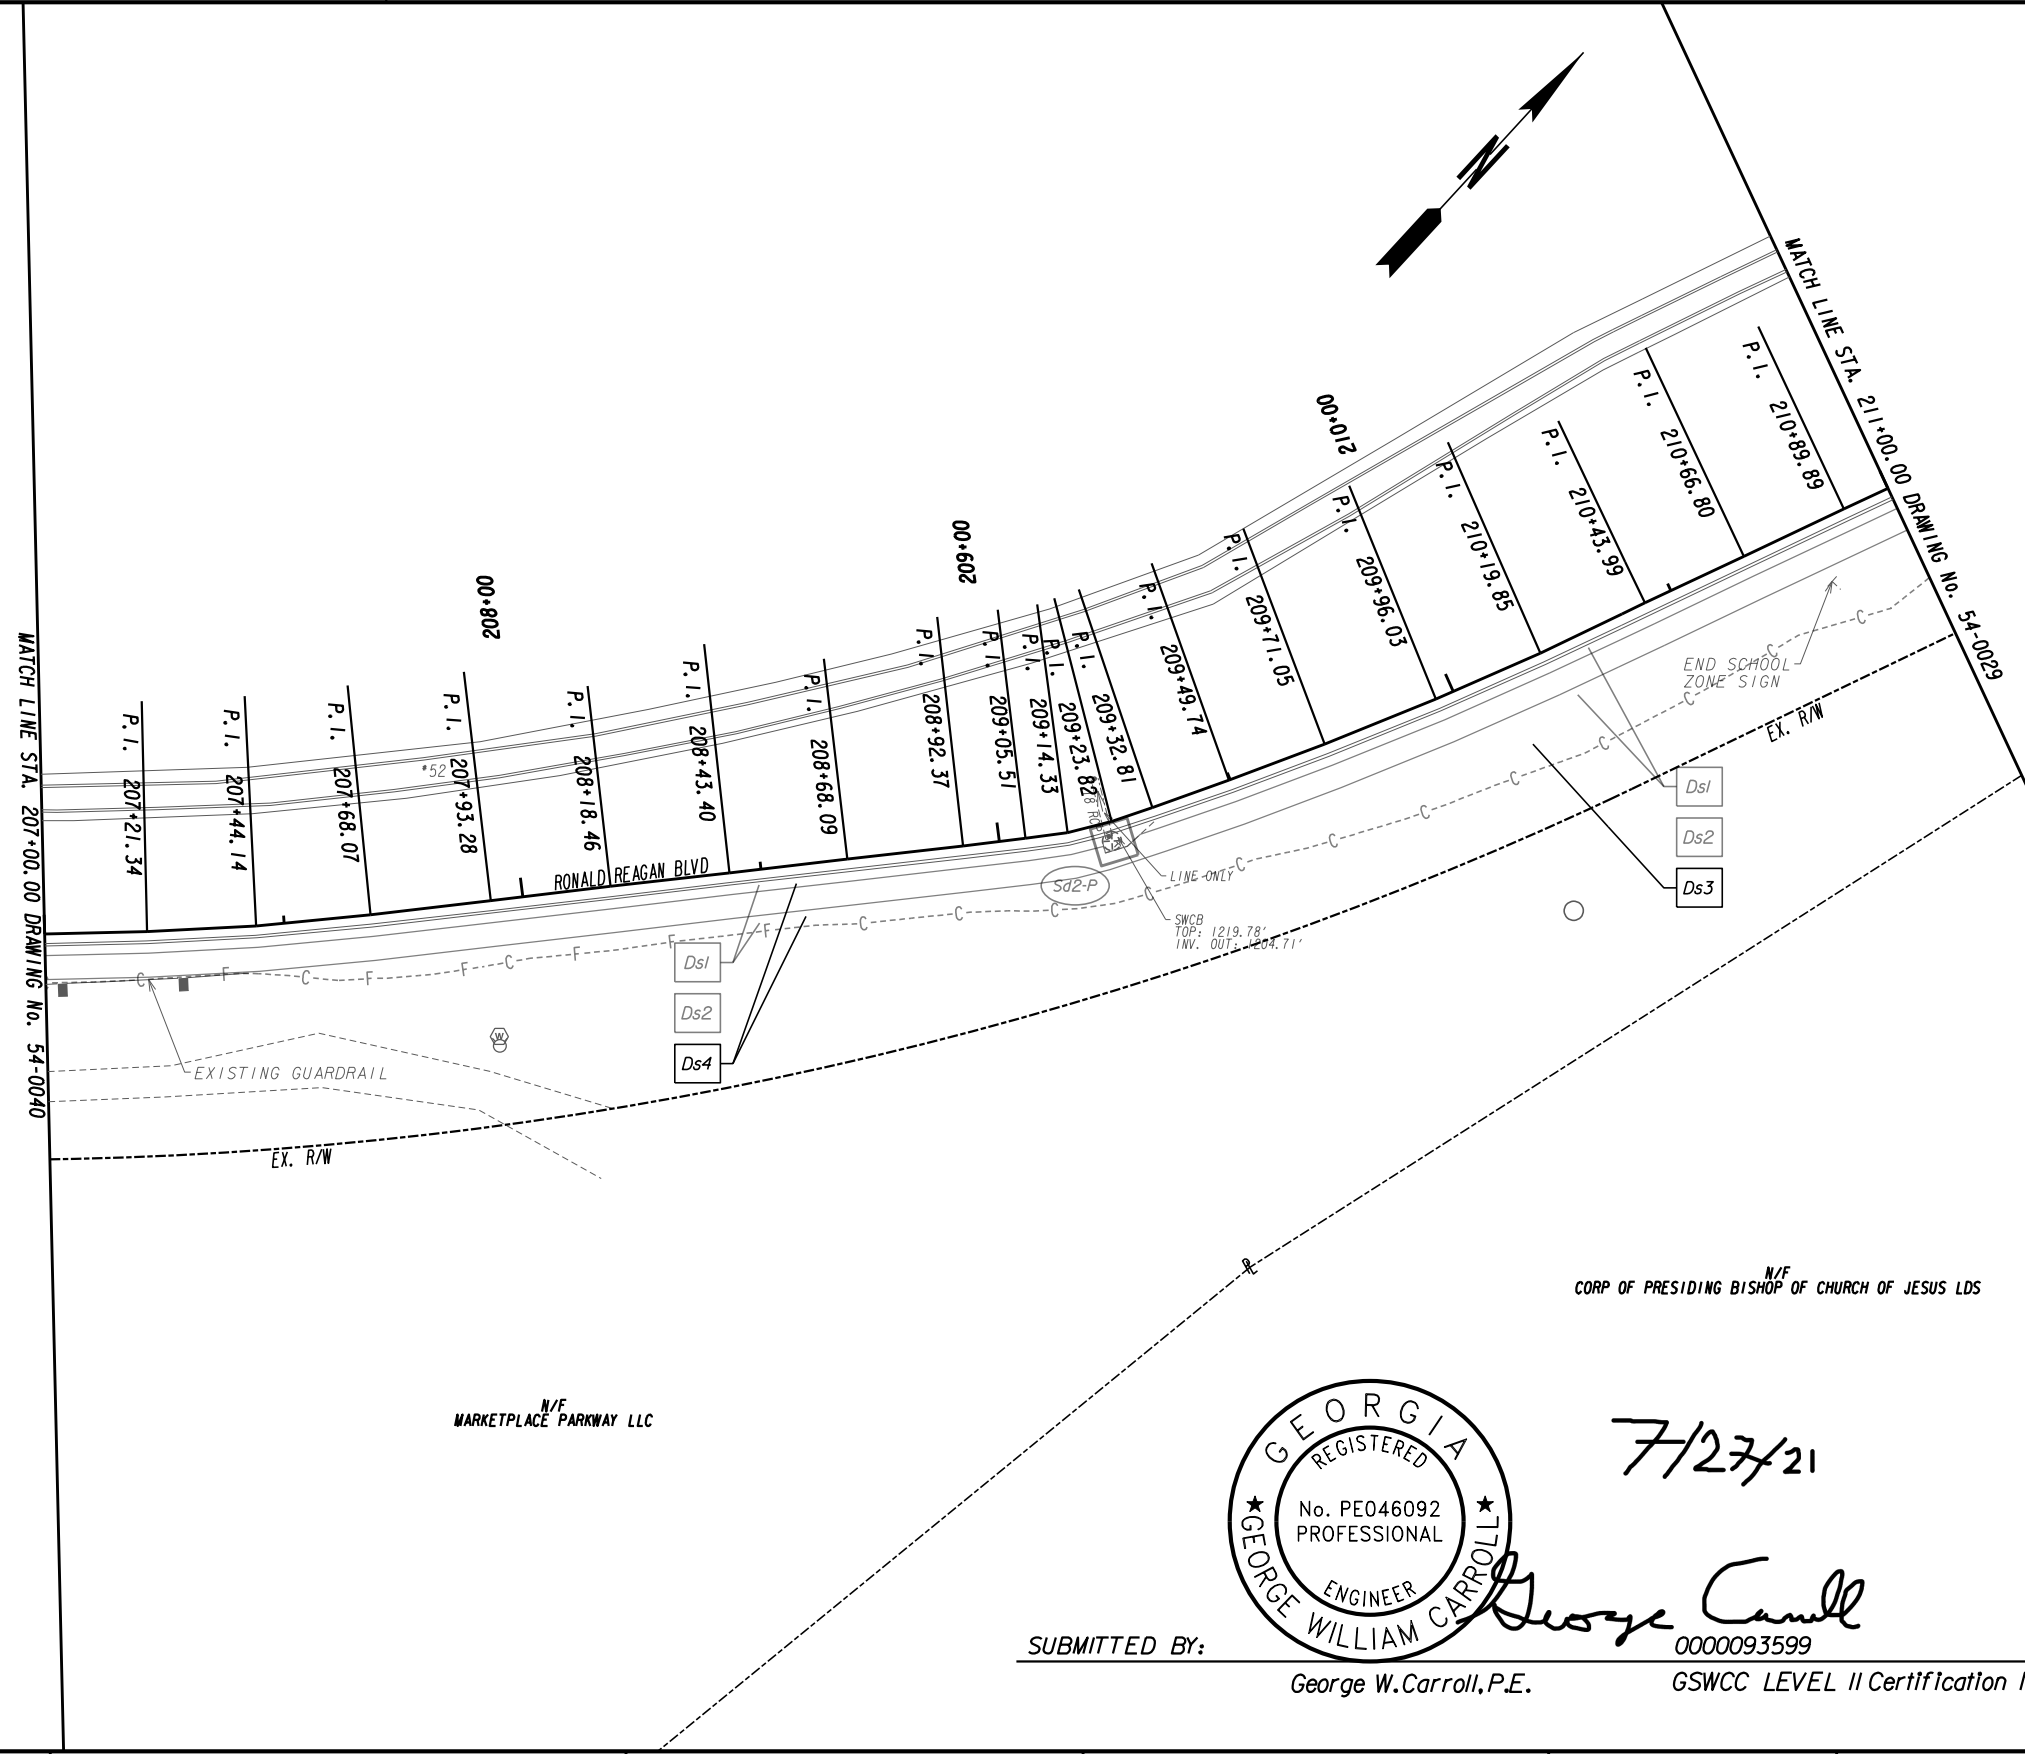 MATCH LINE STA. 207+00.00 DRAWING No. 54-0040
P.I. 207+21.34
P.I. 207+44.14
P.I. 207+68.07
*52
P.I. 207+93.28
208+00
P.I. 208+18.46
P.I. 208+43.40
P.I. 208+68.09
P.I. 208+92.37
209+00
P.I. 209+05.51
P.I. 209+14.33
P.I. 209+23.82
P.I. 209+32.81
P.I. 209+49.74
P.I. 209+71.05
P.I. 209+96.03
210+00
P.I. 210+19.85
P.I. 210+43.99
P.I. 210+66.80
P.I. 210+89.89
MATCH LINE STA. 211+00.00 DRAWING No. 54-0029
N
RONALD REAGAN BLVD
END SCHOOL
ZONE SIGN
EX. R/W
Ds1
Ds2
Ds3
LINE ONLY
Sd2-P
SWCB
TOP: 1219.78'
INV. OUT: 1204.71'
C F C F F C F F F C C C C C C C C C C C C
Ds1
Ds2
Ds4
W
EXISTING GUARDRAIL
EX. R/W
PL
N/F
CORP OF PRESIDING BISHOP OF CHURCH OF JESUS LDS
N/F
MARKETPLACE PARKWAY LLC
GEORGIA
REGISTERED
No. PE046092
PROFESSIONAL
ENGINEER
GEORGE WILLIAM CARROLL
7/27/21
George Carroll
SUBMITTED BY:
0000093599
George W. Carroll, P.E.
GSWCC LEVEL II Certification